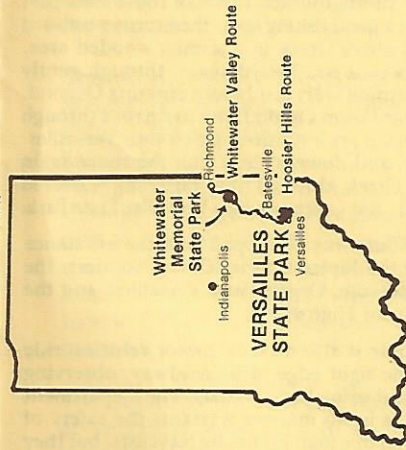 Whitewater
Memorial
State Park
Richmond
Whitewater Valley Route
Indianapolis
Batesville
VERSAILLES
STATE PARK
Hoosier Hills Route
Versailles